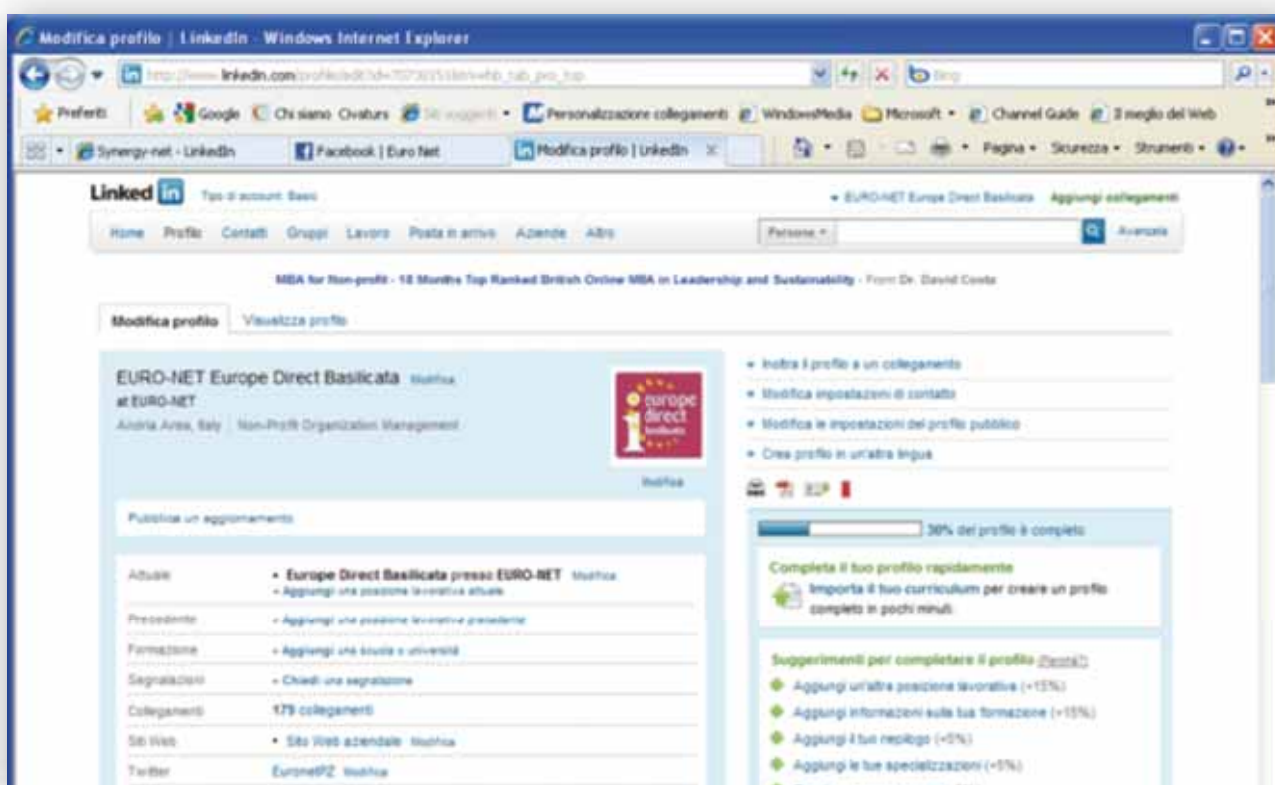 Modifica profilo | LinkedIn - Windows Internet Explorer
linkedin.com
Bing
Preferiti Google Chi siamo Ovaturs Siti suggeriti Personalizzazione collegamenti WindowsMedia Microsoft Channel Guide Il meglio del Web
Synergy-net - LinkedIn Facebook | Euro Net Modifica profilo | LinkedIn Pagina Sicurezza Strumenti
Linked in Tipo di account: Basic EURO-NET Europe Direct Basilicata Aggiungi collegamenti
Home Profilo Contatti Gruppi Lavoro Posta in arrivo Aziende Altro Persone Avanzata
MBA for Non-profit - 18 Months Top Ranked British Online MBA in Leadership and Sustainability - From Dr. David Costa
Modifica profilo Visualizza profilo
EURO-NET Europe Direct Basilicata Modifica
at EURO-NET
Andria Area, Italy | Non-Profit Organization Management
europe
direct
basilicata
Modifica
Inoltra il profilo a un collegamento
Modifica impostazioni di contatto
Modifica le impostazioni del profilo pubblico
Crea profilo in un'altra lingua
Pubblica un aggiornamento
30% del profilo è completo
Attuale • Europe Direct Basilicata presso EURO-NET Modifica
+ Aggiungi una posizione lavorativa attuale
Precedente + Aggiungi una posizione lavorativa precedente
Formazione + Aggiungi una scuola o università
Segnalazioni + Chiedi una segnalazione
Collegamenti 179 collegamenti
Siti Web • Sito Web aziendale Modifica
Twitter EuronetPZ Modifica
Completa il tuo profilo rapidamente
Importa il tuo curriculum per creare un profilo
completo in pochi minuti.
Suggerimenti per completare il profilo (Perché?)
Aggiungi un'altra posizione lavorativa (+15%)
Aggiungi informazioni sulla tua formazione (+15%)
Aggiungi il tuo riepilogo (+5%)
Aggiungi le tue specializzazioni (+5%)